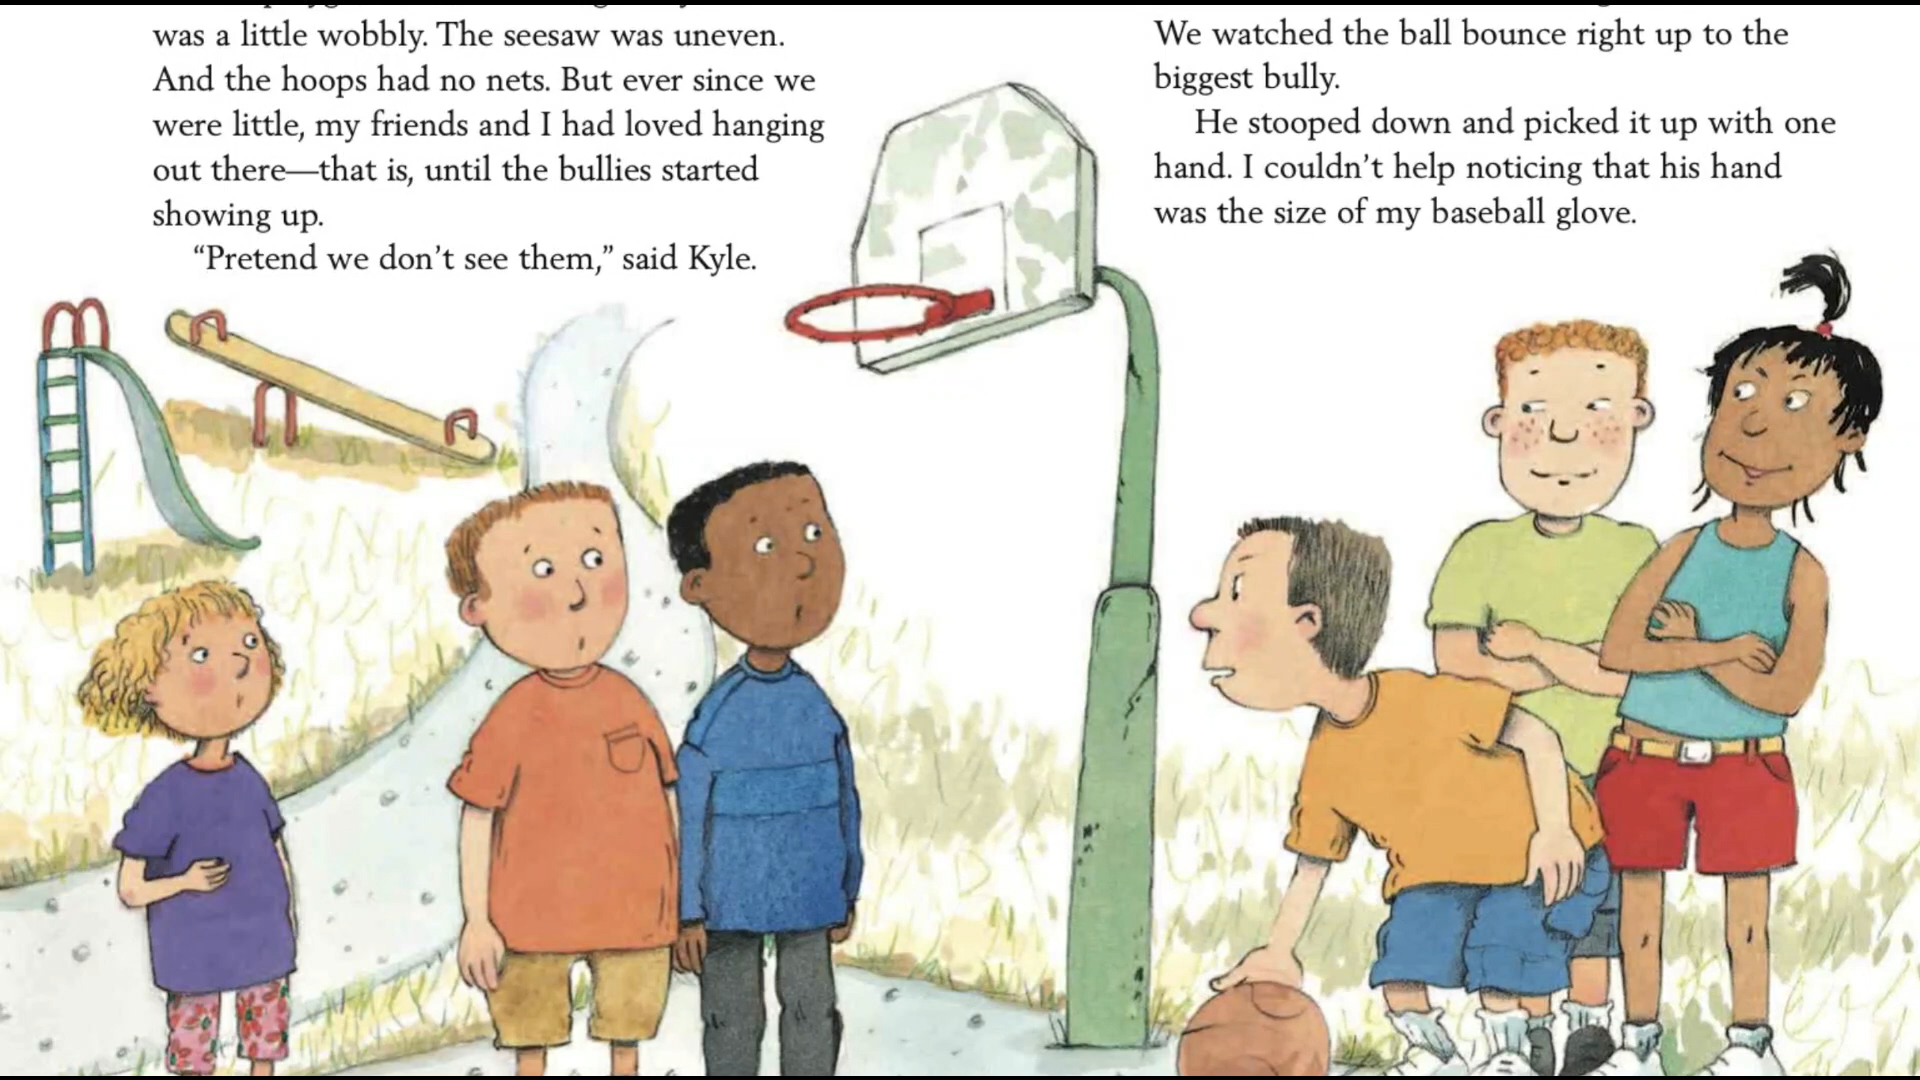 was a little wobbly. The seesaw was uneven.
And the hoops had no nets. But ever since we
were little, my friends and I had loved hanging
out there—that is, until the bullies started
showing up.
“Pretend we don’t see them,” said Kyle.
We watched the ball bounce right up to the
biggest bully.
He stooped down and picked it up with one
hand. I couldn’t help noticing that his hand
was the size of my baseball glove.